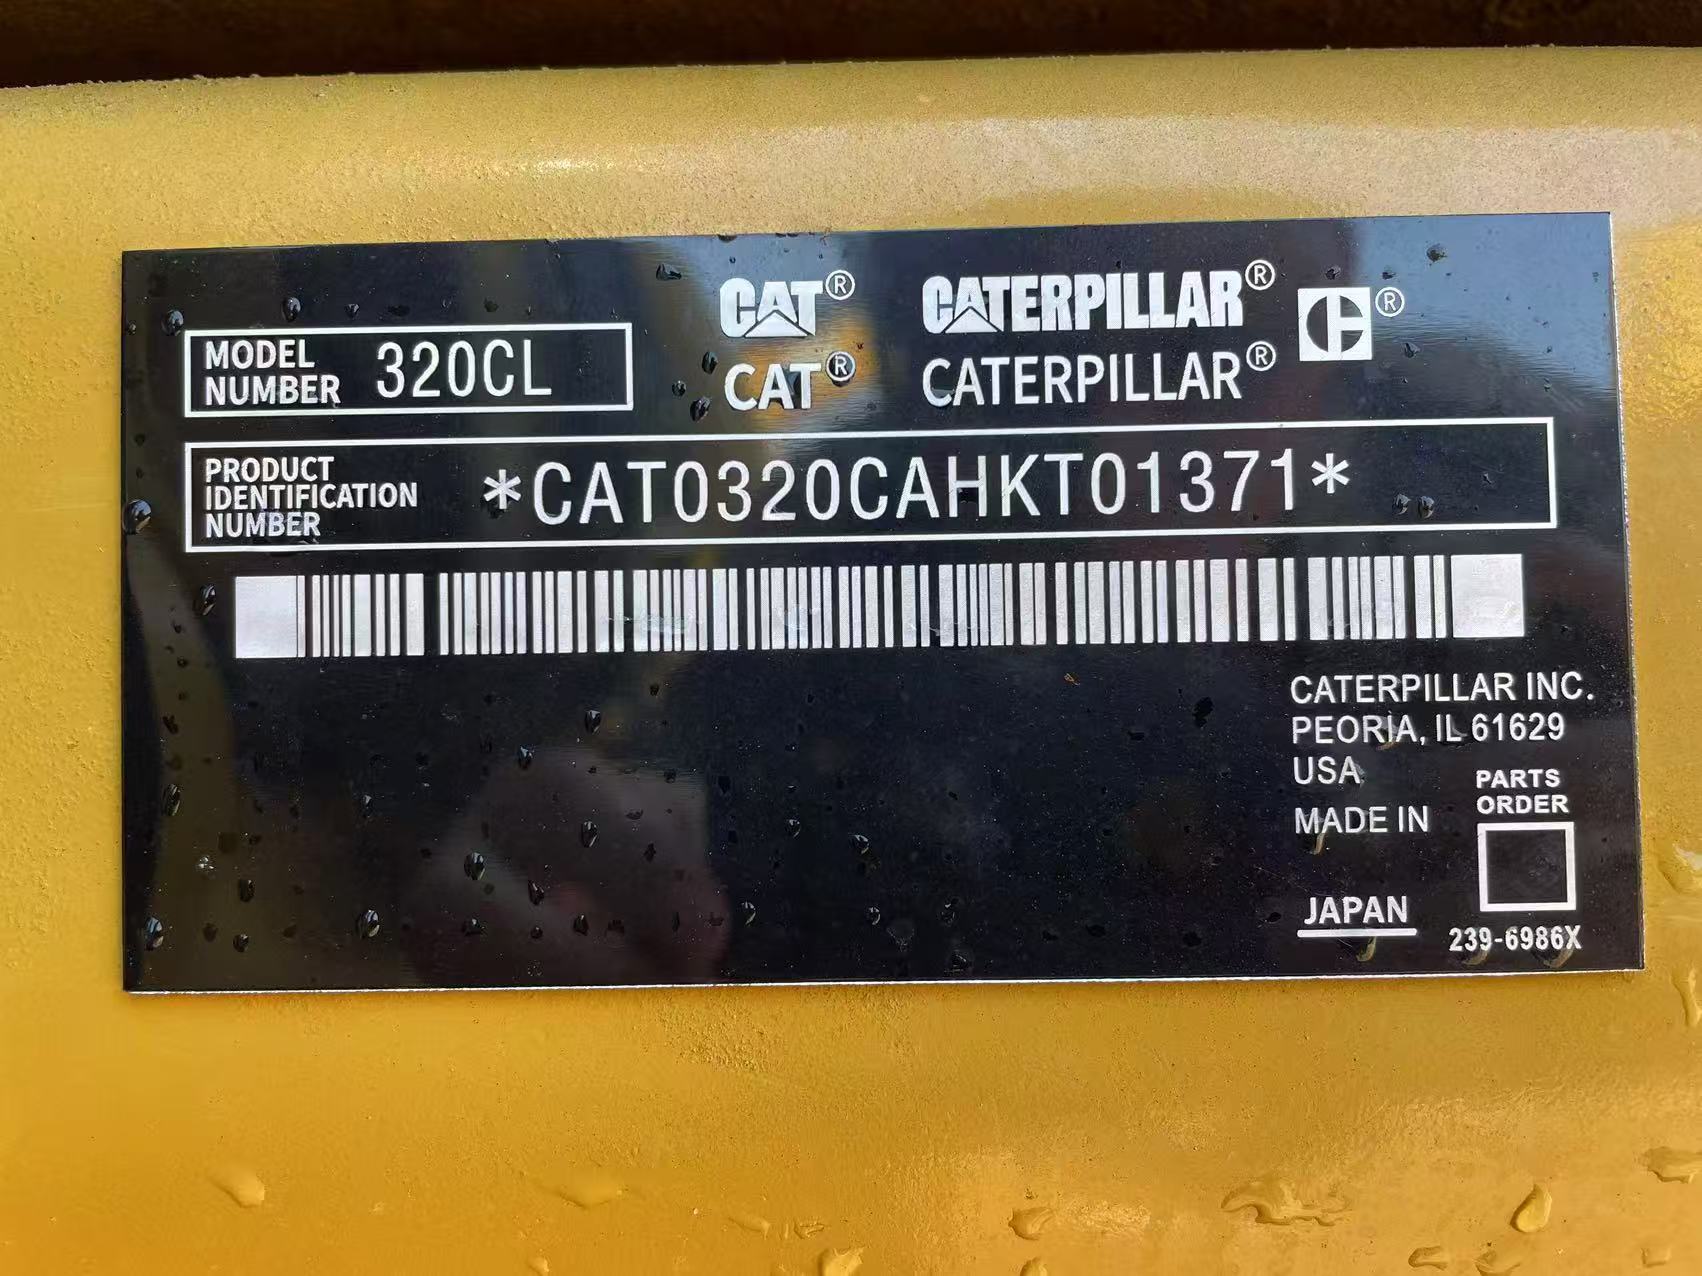 CAT®
CATERPILLAR®
C®
MODEL NUMBER 320CL
CAT®
CATERPILLAR®
PRODUCT IDENTIFICATION NUMBER *CAT0320CAHKT01371*
CATERPILLAR INC.
PEORIA, IL 61629
USA
PARTS ORDER
MADE IN
JAPAN
239-6986X